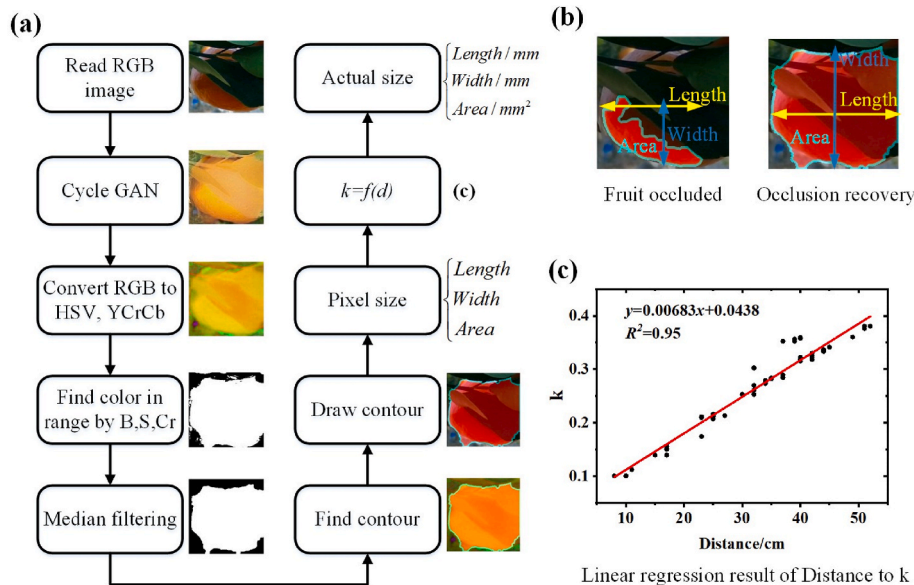 (a)
Read RGB
image
Cycle GAN
Convert RGB to
HSV, YCrCb
Find color in
range by B,S,Cr
Median filtering
Actual size
Length / mm
Width / mm
Area / mm²
k=f(d)
(c)
Pixel size
Length
Width
Area
Draw contour
Find contour
(b)
Length
Width
Area
Fruit occluded
Width
Length
Area
Occlusion recovery
(c)
y=0.00683x+0.0438
R²=0.95
0.4
0.3
0.2
0.1
k
10 20 30 40 50
Distance/cm
Linear regression result of Distance to k